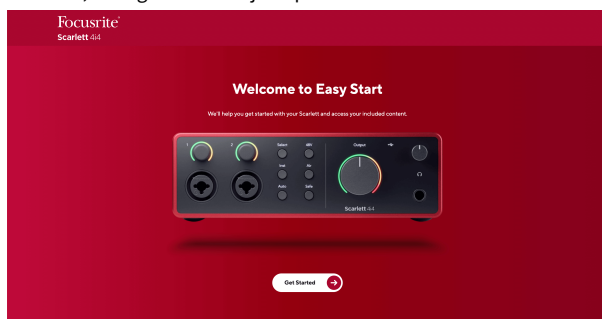 Focusrite®
Scarlett 4i4
Welcome to Easy Start
We'll help you get started with your Scarlett and access your included content.
1 2 Select 48V Output
Inst Air
Auto Safe
Scarlett 4i4
Get Started